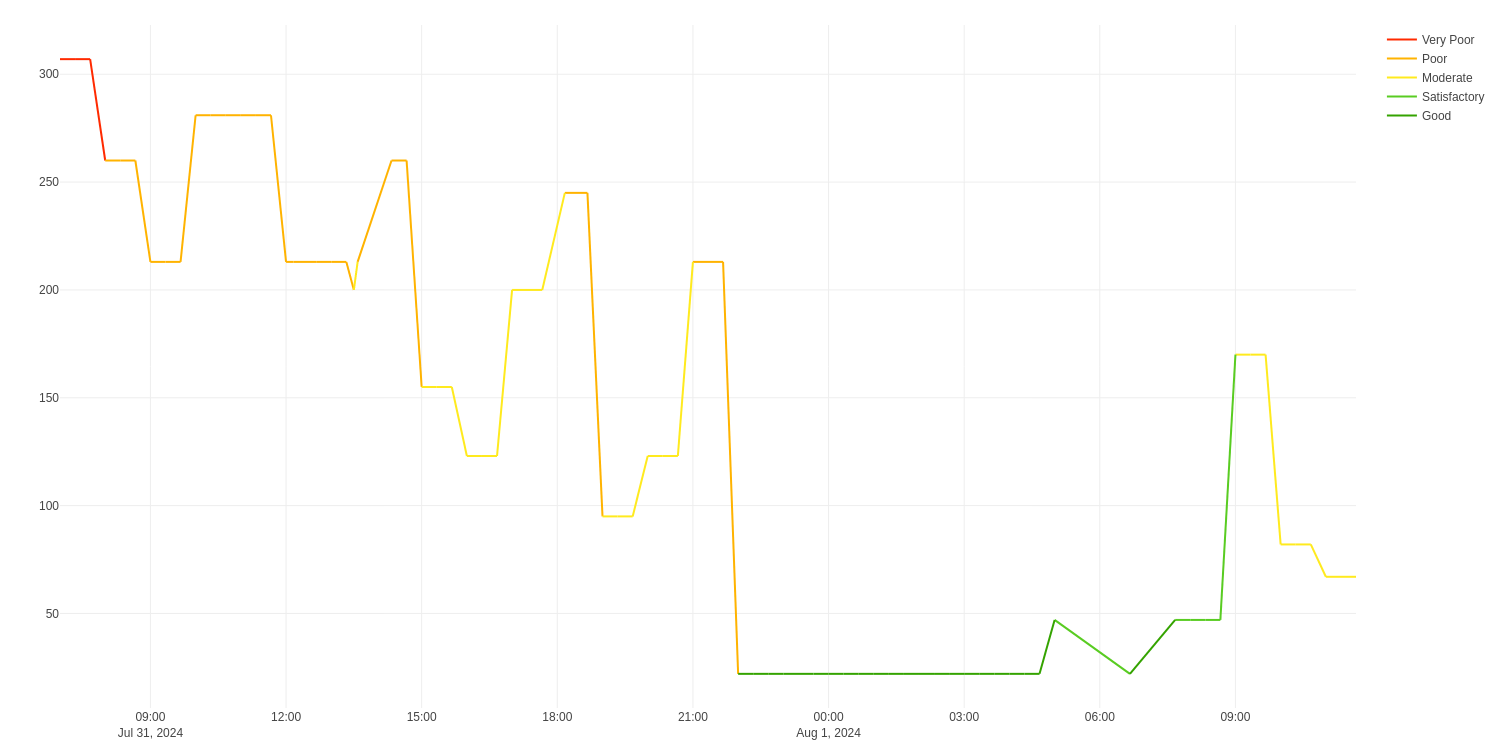 300
250
200
150
100
50
09:00
Jul 31, 2024
12:00
15:00
18:00
21:00
00:00
Aug 1, 2024
03:00
06:00
09:00
Very Poor
Poor
Moderate
Satisfactory
Good